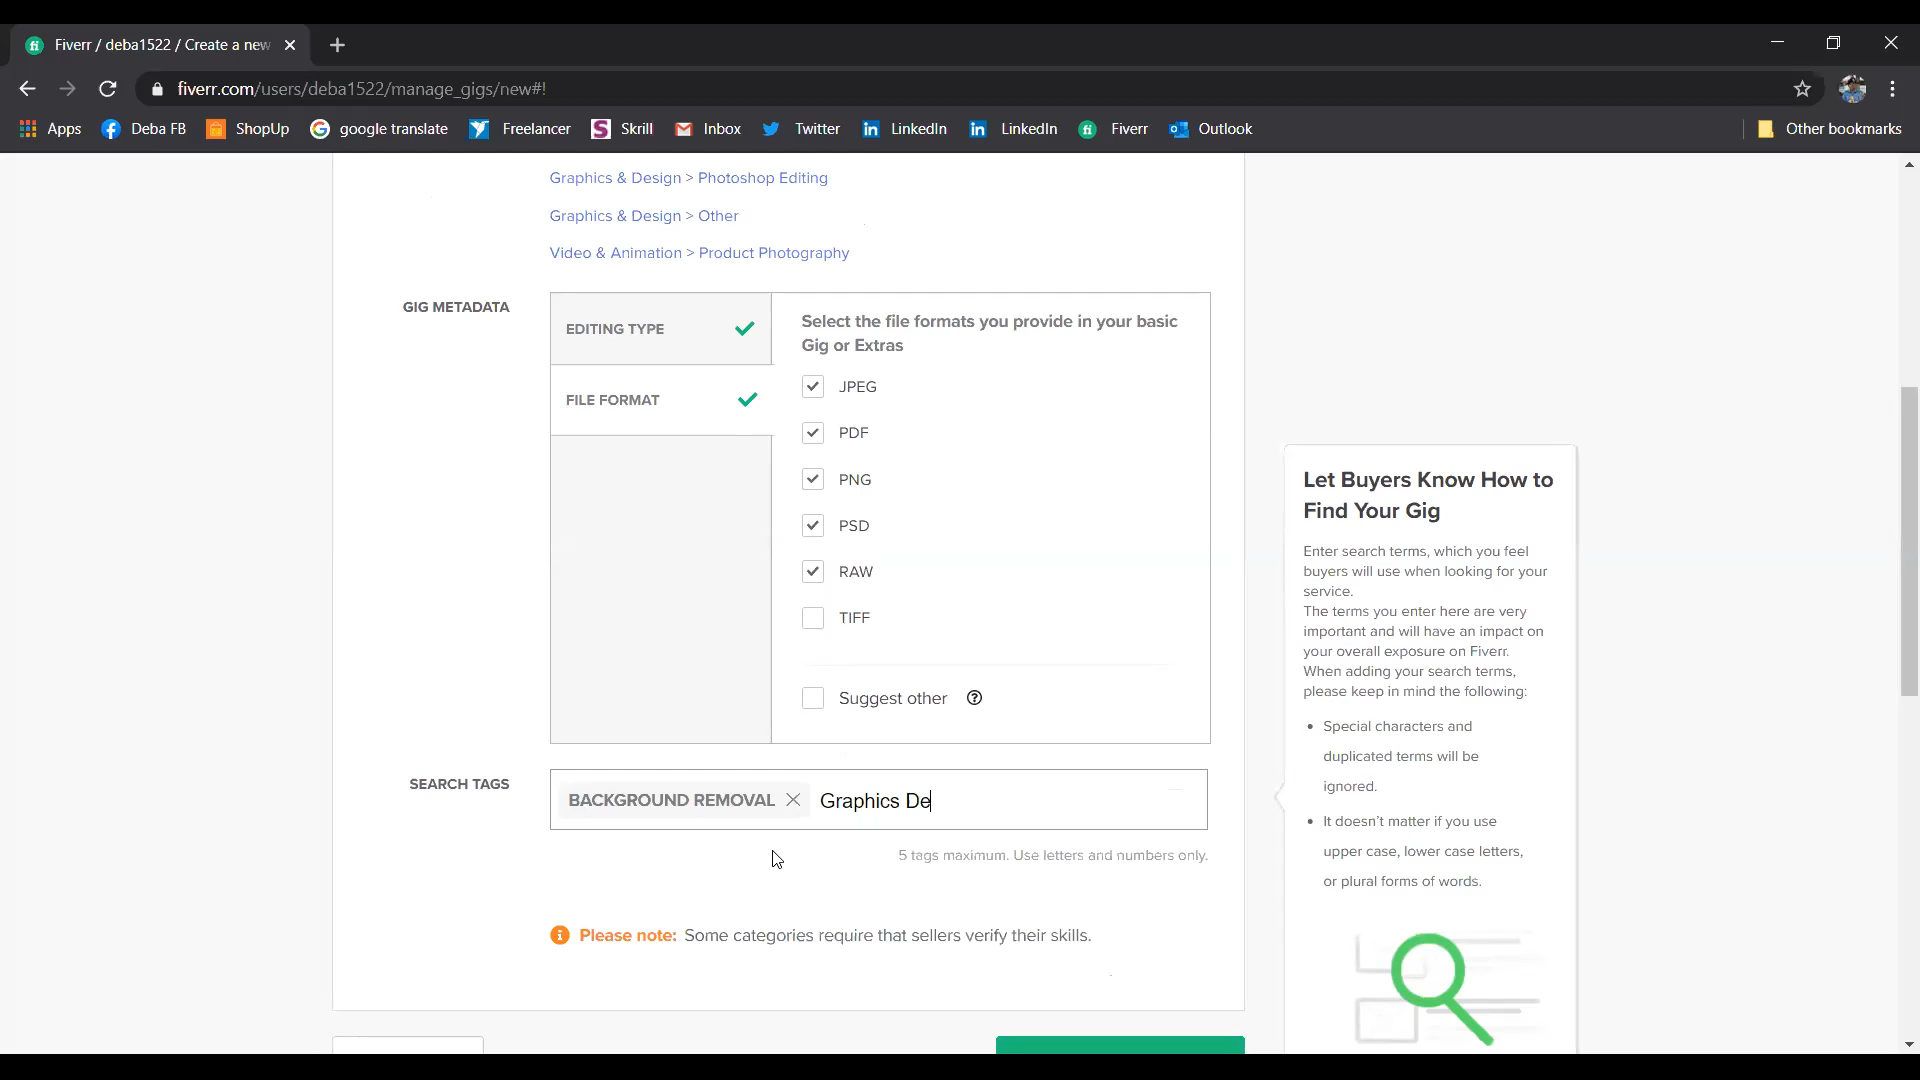 Fiverr / deba1522 / Create a new
fiverr.com/users/deba1522/manage_gigs/new#!
Apps Deba FB ShopUp google translate Freelancer Skrill Inbox Twitter LinkedIn LinkedIn Fiverr Outlook Other bookmarks
Graphics & Design > Photoshop Editing
Graphics & Design > Other
Video & Animation > Product Photography
GIG METADATA
EDITING TYPE
FILE FORMAT
Select the file formats you provide in your basic
Gig or Extras
JPEG
PDF
PNG
PSD
RAW
TIFF
Suggest other
SEARCH TAGS
BACKGROUND REMOVAL Graphics De
5 tags maximum. Use letters and numbers only.
Please note: Some categories require that sellers verify their skills.
Let Buyers Know How to
Find Your Gig
Enter search terms, which you feel
buyers will use when looking for your
service.
The terms you enter here are very
important and will have an impact on
your overall exposure on Fiverr.
When adding your search terms,
please keep in mind the following:
• Special characters and
duplicated terms will be
ignored.
• It doesn't matter if you use
upper case, lower case letters,
or plural forms of words.